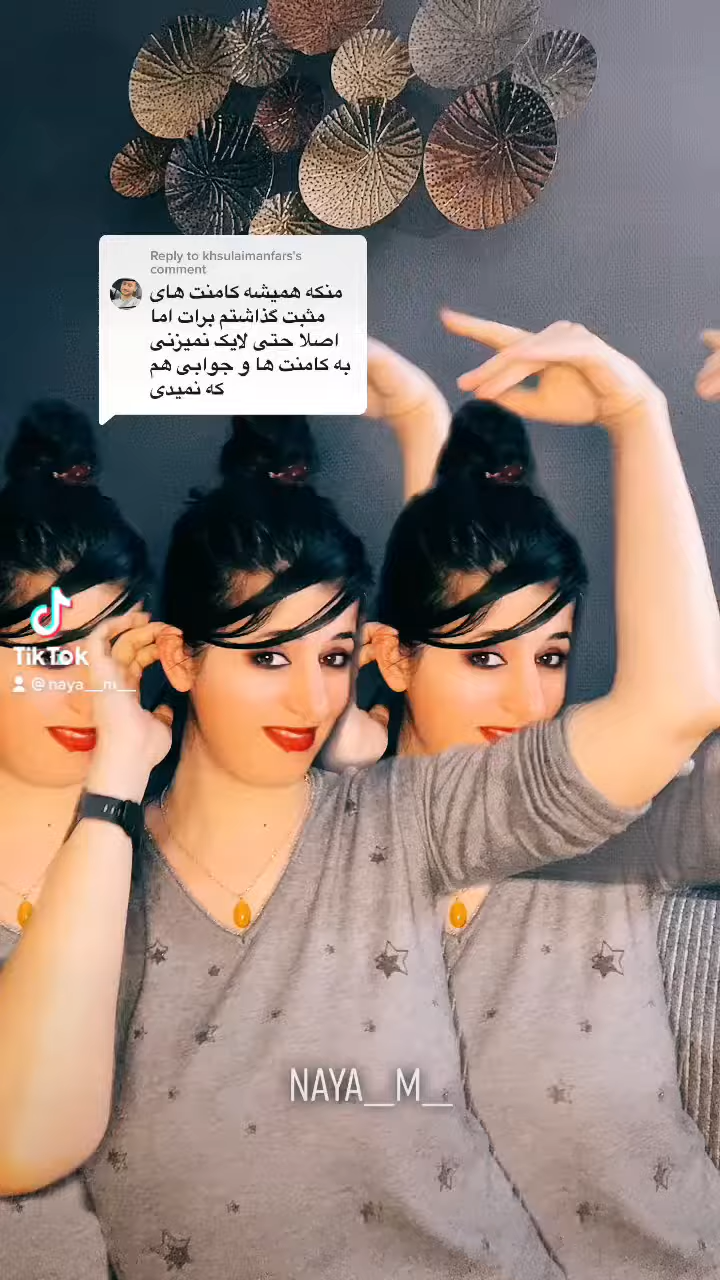 Reply to khsulaimanfars's
comment
منکه همیشه کامنت های
مثبت گذاشتم برات اما
اصلا حتی لایک نمیزنی
به کامنت ها و جوابی هم
که نمیدی
TikTok
@naya__m__
NAYA__M__